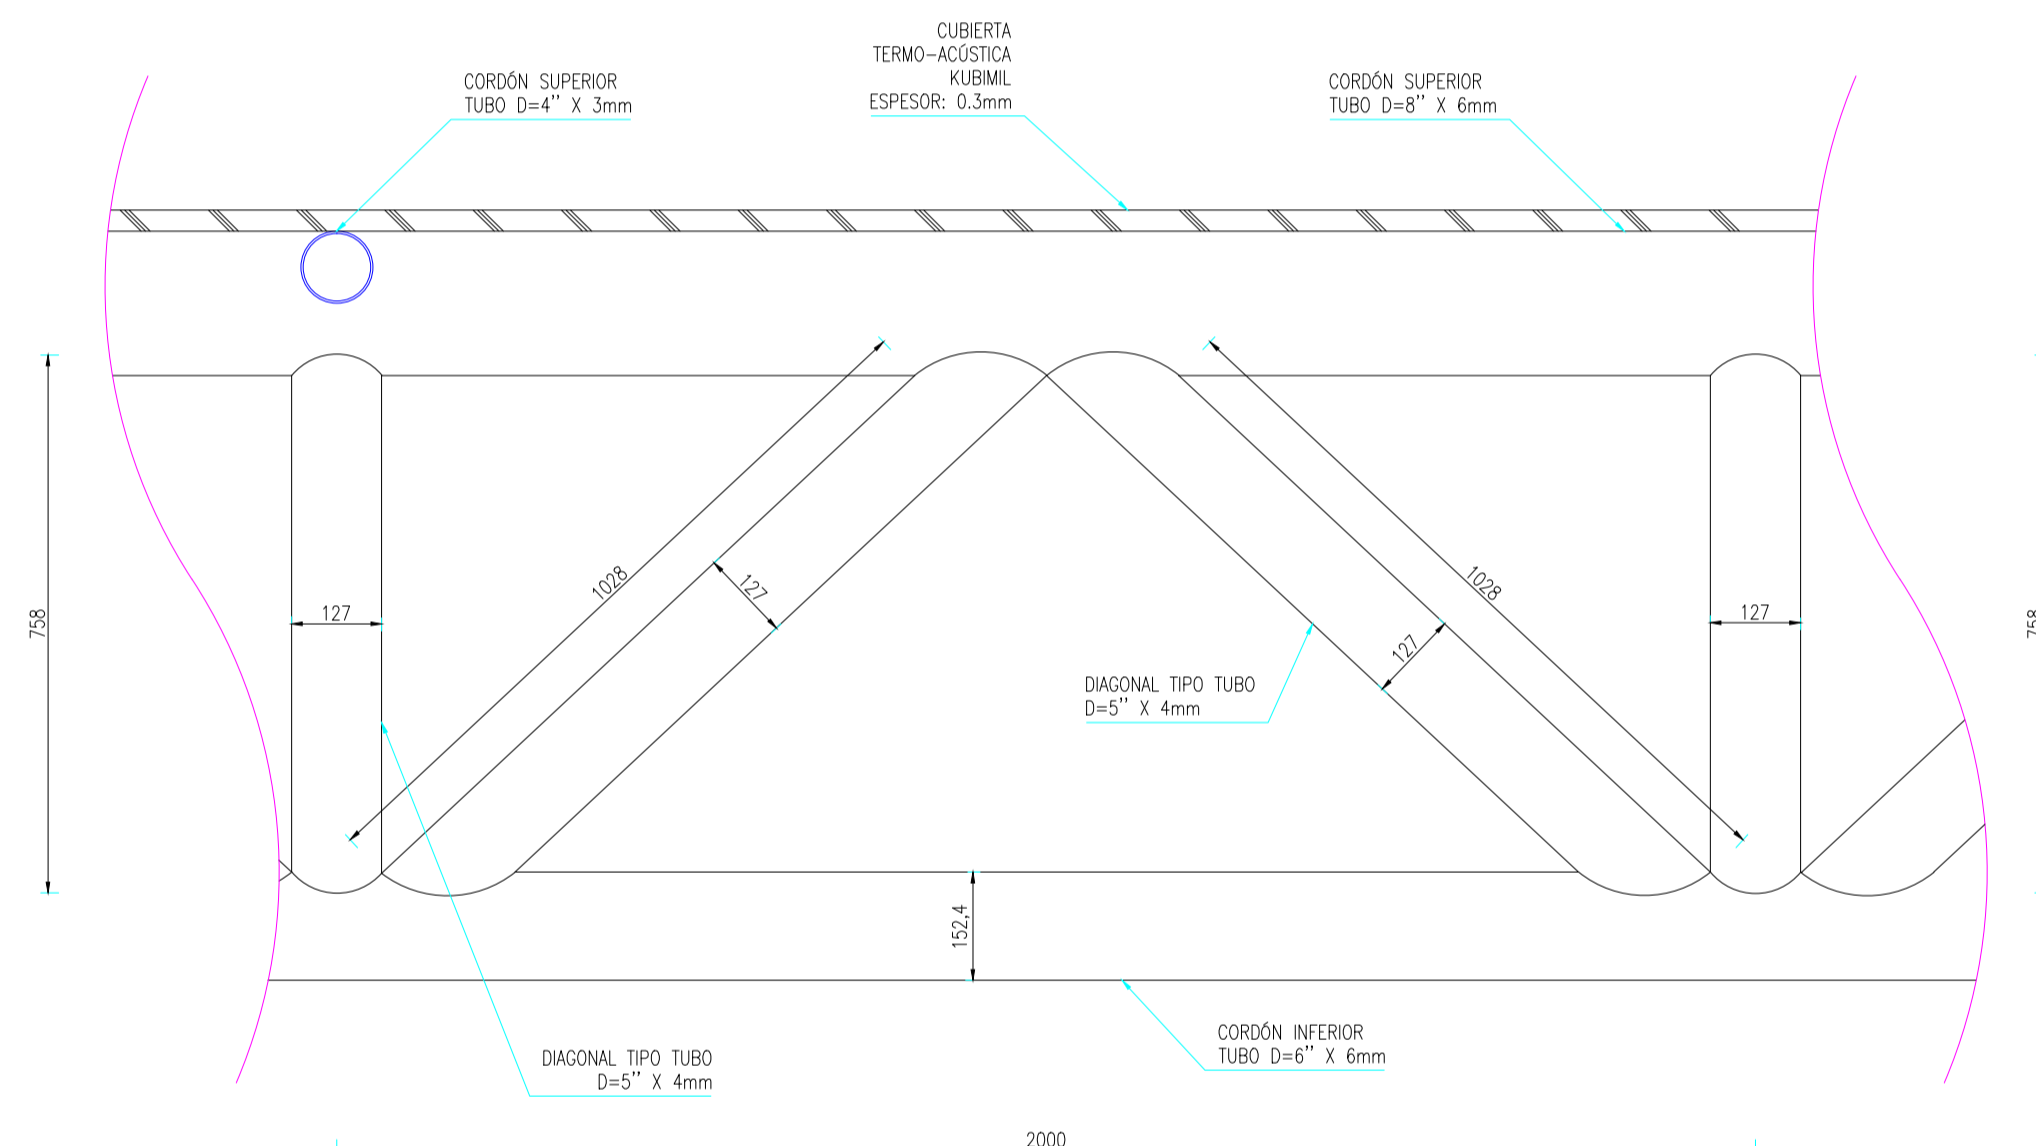 CUBIERTA
TERMO-ACÚSTICA
KUBIMIL
ESPESOR: 0.3mm
CORDÓN SUPERIOR
TUBO D=4'' X 3mm
CORDÓN SUPERIOR
TUBO D=8'' X 6mm
1028
1028
127
127
127
127
758
758
DIAGONAL TIPO TUBO
D=5'' X 4mm
152,4
CORDÓN INFERIOR
TUBO D=6'' X 6mm
DIAGONAL TIPO TUBO
D=5'' X 4mm
2000